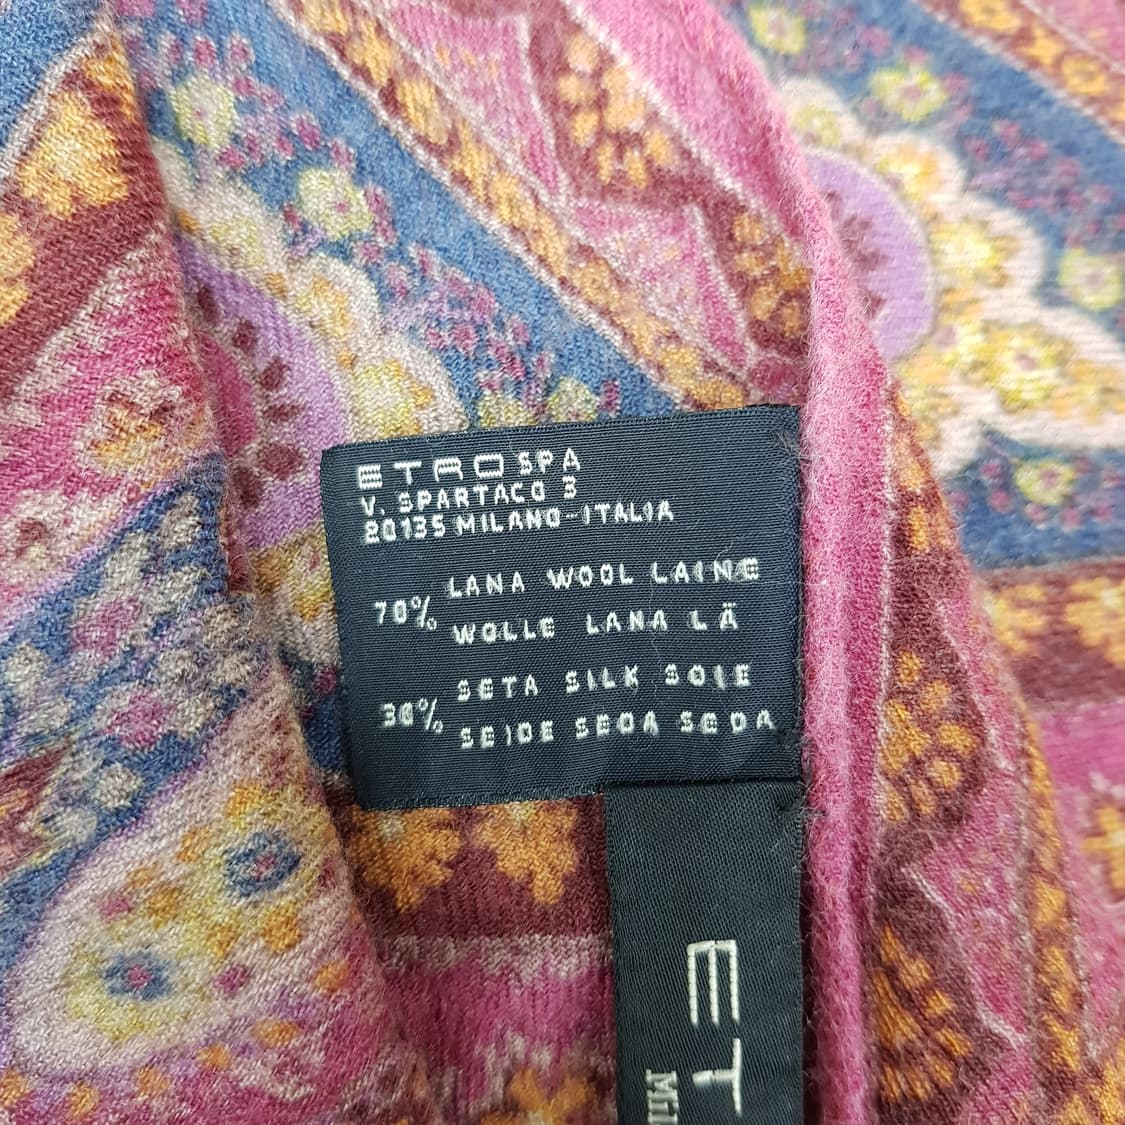 ETRO SPA
V. SPARTACO 3
20135 MILANO-ITALIA
70%
LANA WOOL LAINE
WOLLE LANA LÃ
30%
SETA SILK SOIE
SEIDE SEDA SEDA
ET
Mil